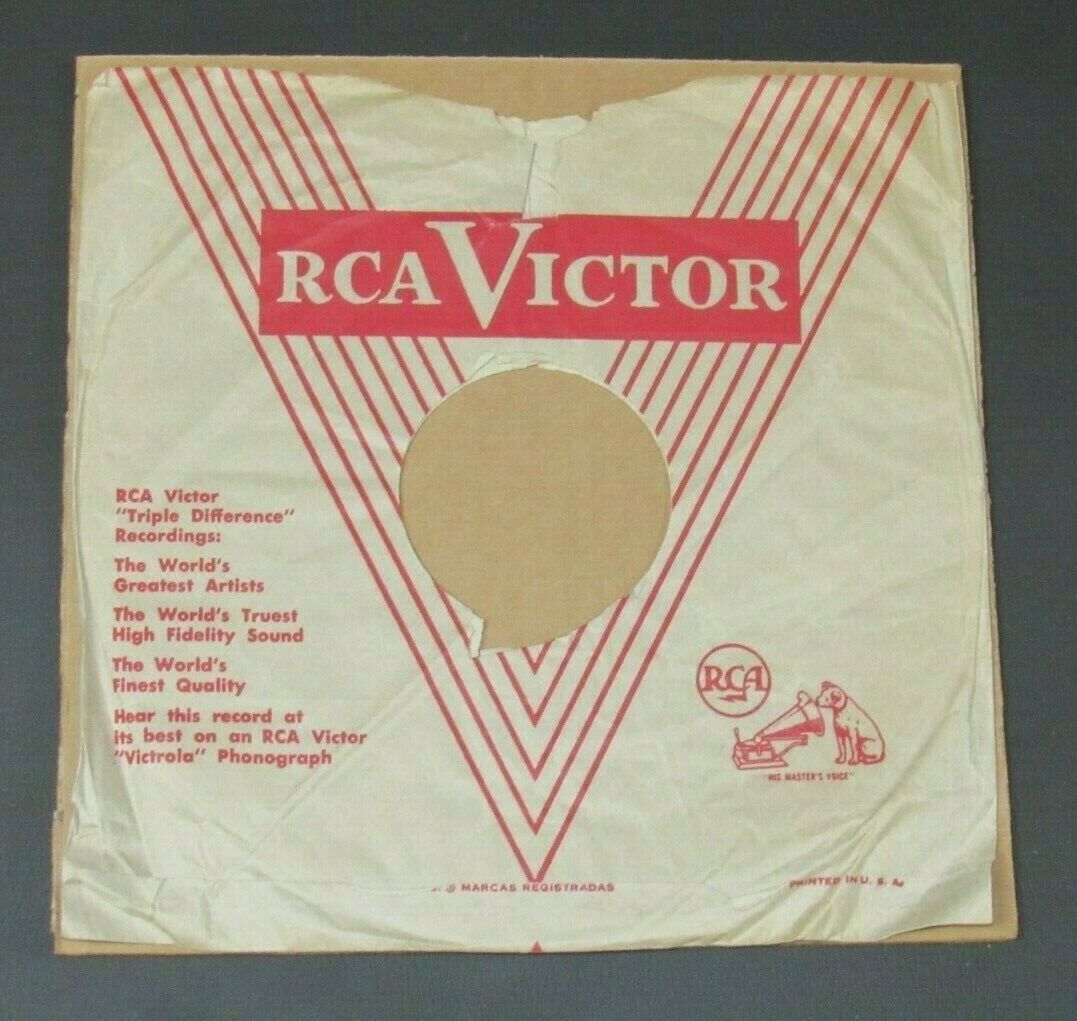 RCA VICTOR
RCA Victor
"Triple Difference"
Recordings:
The World's
Greatest Artists
The World's Truest
High Fidelity Sound
The World's
Finest Quality
Hear this record at
its best on an RCA Victor
"Victrola" Phonograph
RCA
"HIS MASTER'S VOICE"
® MARCAS REGISTRADAS
PRINTED IN U. S. A.